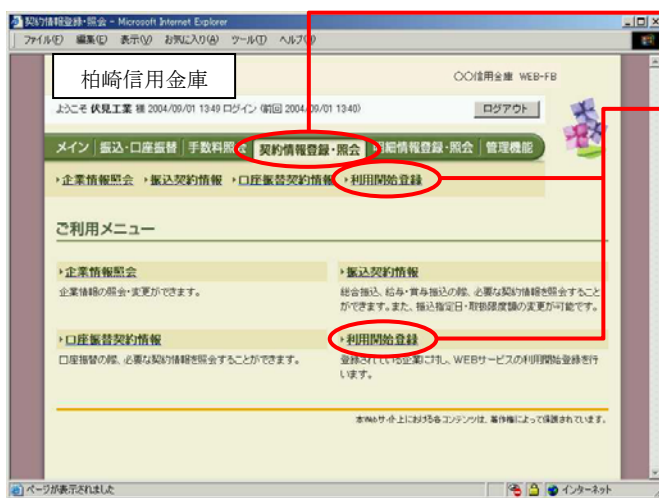 契約情報登録・照会 - Microsoft Internet Explorer
ファイル(F) 編集(E) 表示(V) お気に入り(A) ツール(T) ヘルプ(H)
柏崎信用金庫
〇〇信用金庫 WEB-FB
ようこそ 伏見工業 様 2004/09/01 13:49 ログイン (前回 2004/09/01 13:40)
ログアウト
メイン 振込・口座振替 手数料照会 契約情報登録・照会 明細情報登録・照会 管理機能
企業情報照会 振込契約情報 口座振替契約情報 利用開始登録
ご利用メニュー
企業情報照会
企業情報の照会・変更ができます。
振込契約情報
総合振込、給与・賞与振込の際、必要な契約情報を照会すること
ができます。また、振込指定日・取扱限度額の変更が可能です。
口座振替契約情報
口座振替の際、必要な契約情報を照会することができます。
利用開始登録
登録されている企業に対し、WEBサービスの利用開始登録を行
います。
本Webサイト上における各コンテンツは、著作権によって保護されています。
ページが表示されました
インターネット